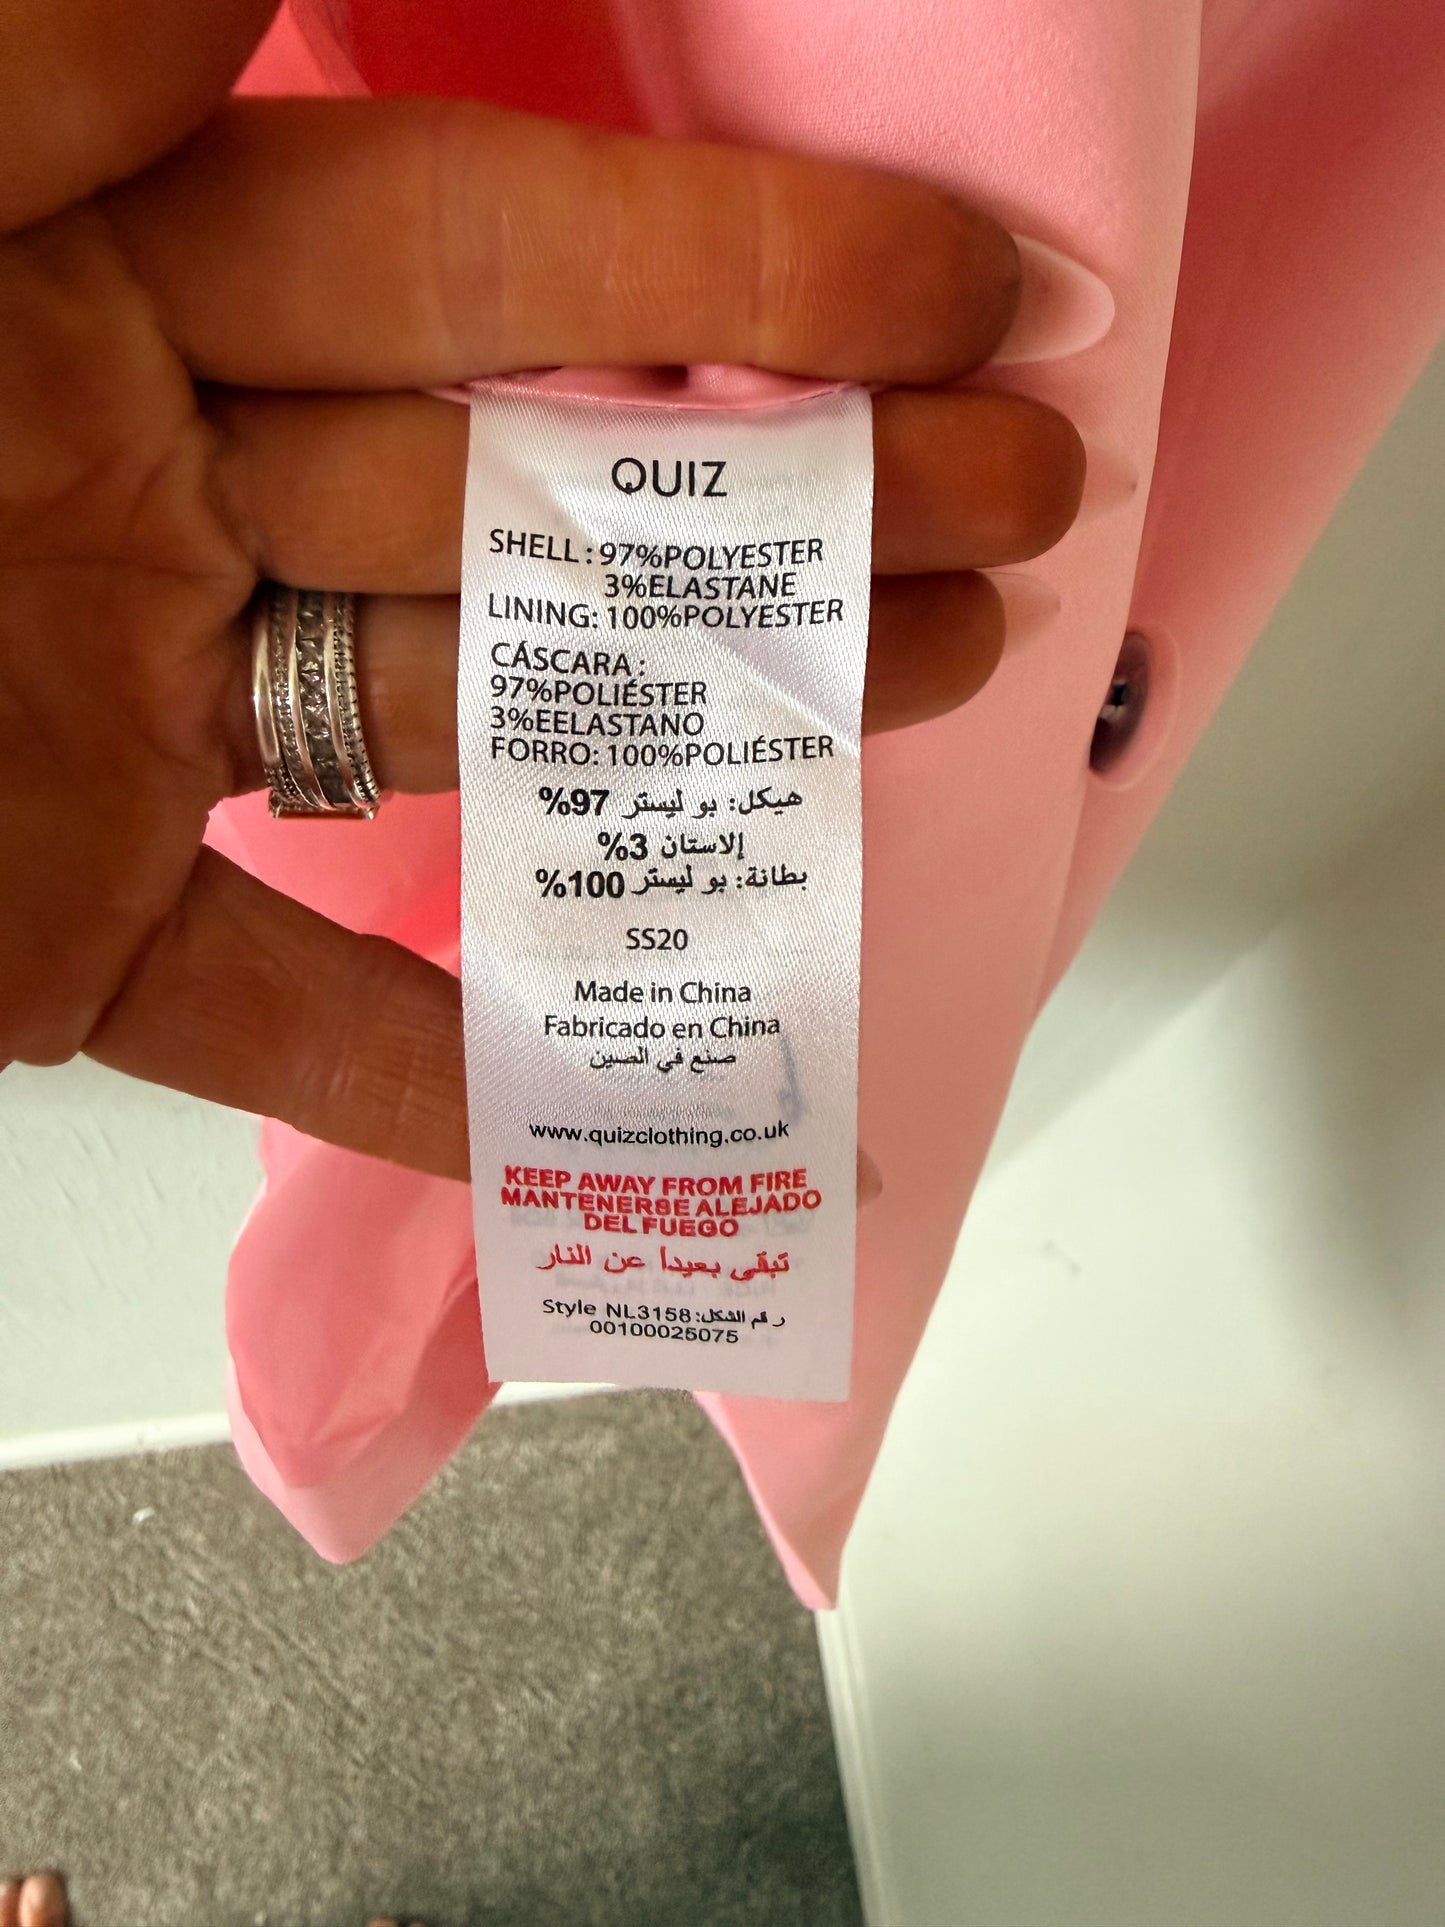 QUIZ
SHELL: 97%POLYESTER
3%ELASTANE
LINING: 100%POLYESTER
CÁSCARA:
97%POLIÉSTER
3%EELASTANO
FORRO: 100%POLIÉSTER
هيكل: بو ليستر 97%
إلاستان 3%
بطانة: بو ليستر 100%
SS20
Made in China
Fabricado en China
صنع في الصين
www.quizclothing.co.uk
KEEP AWAY FROM FIRE
MANTENERSE ALEJADO
DEL FUEGO
تبقى بعيداً عن النار
Style NL3158:ر قم الشكل
00100025075